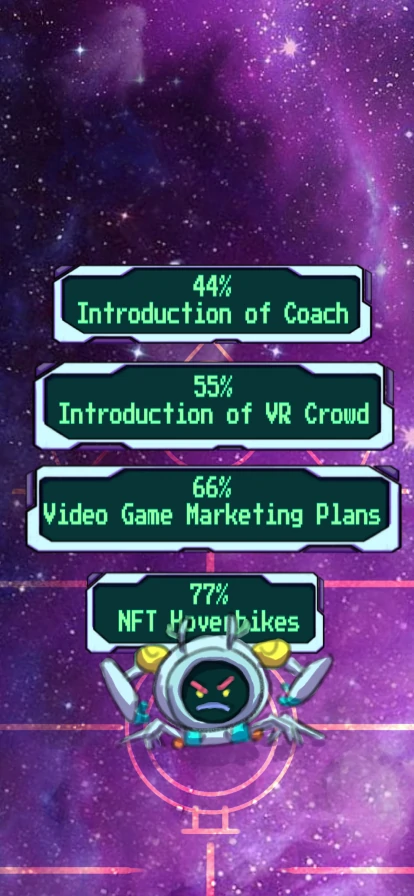 44%
Introduction of Coach
55%
Introduction of VR Crowd
66%
Video Game Marketing Plans
77%
NFT Hoverbikes